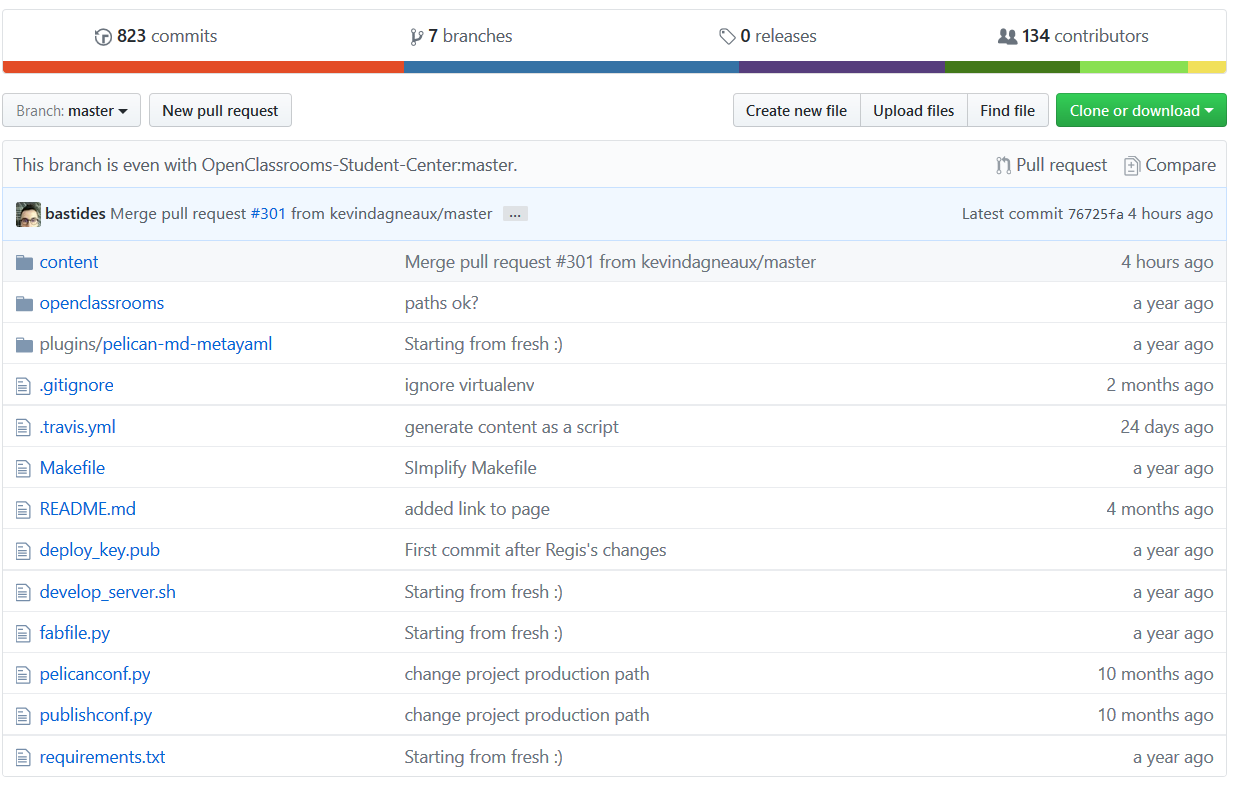 823 commits 7 branches 0 releases 134 contributors
Branch: master New pull request Create new file Upload files Find file Clone or download
This branch is even with OpenClassrooms-Student-Center:master. Pull request Compare
bastides Merge pull request #301 from kevindagneaux/master ... Latest commit 76725fa 4 hours ago
content Merge pull request #301 from kevindagneaux/master 4 hours ago
openclassrooms paths ok? a year ago
plugins/pelican-md-metayaml Starting from fresh :) a year ago
.gitignore ignore virtualenv 2 months ago
.travis.yml generate content as a script 24 days ago
Makefile SImplify Makefile a year ago
README.md added link to page 4 months ago
deploy_key.pub First commit after Regis's changes a year ago
develop_server.sh Starting from fresh :) a year ago
fabfile.py Starting from fresh :) a year ago
pelicanconf.py change project production path 10 months ago
publishconf.py change project production path 10 months ago
requirements.txt Starting from fresh :) a year ago